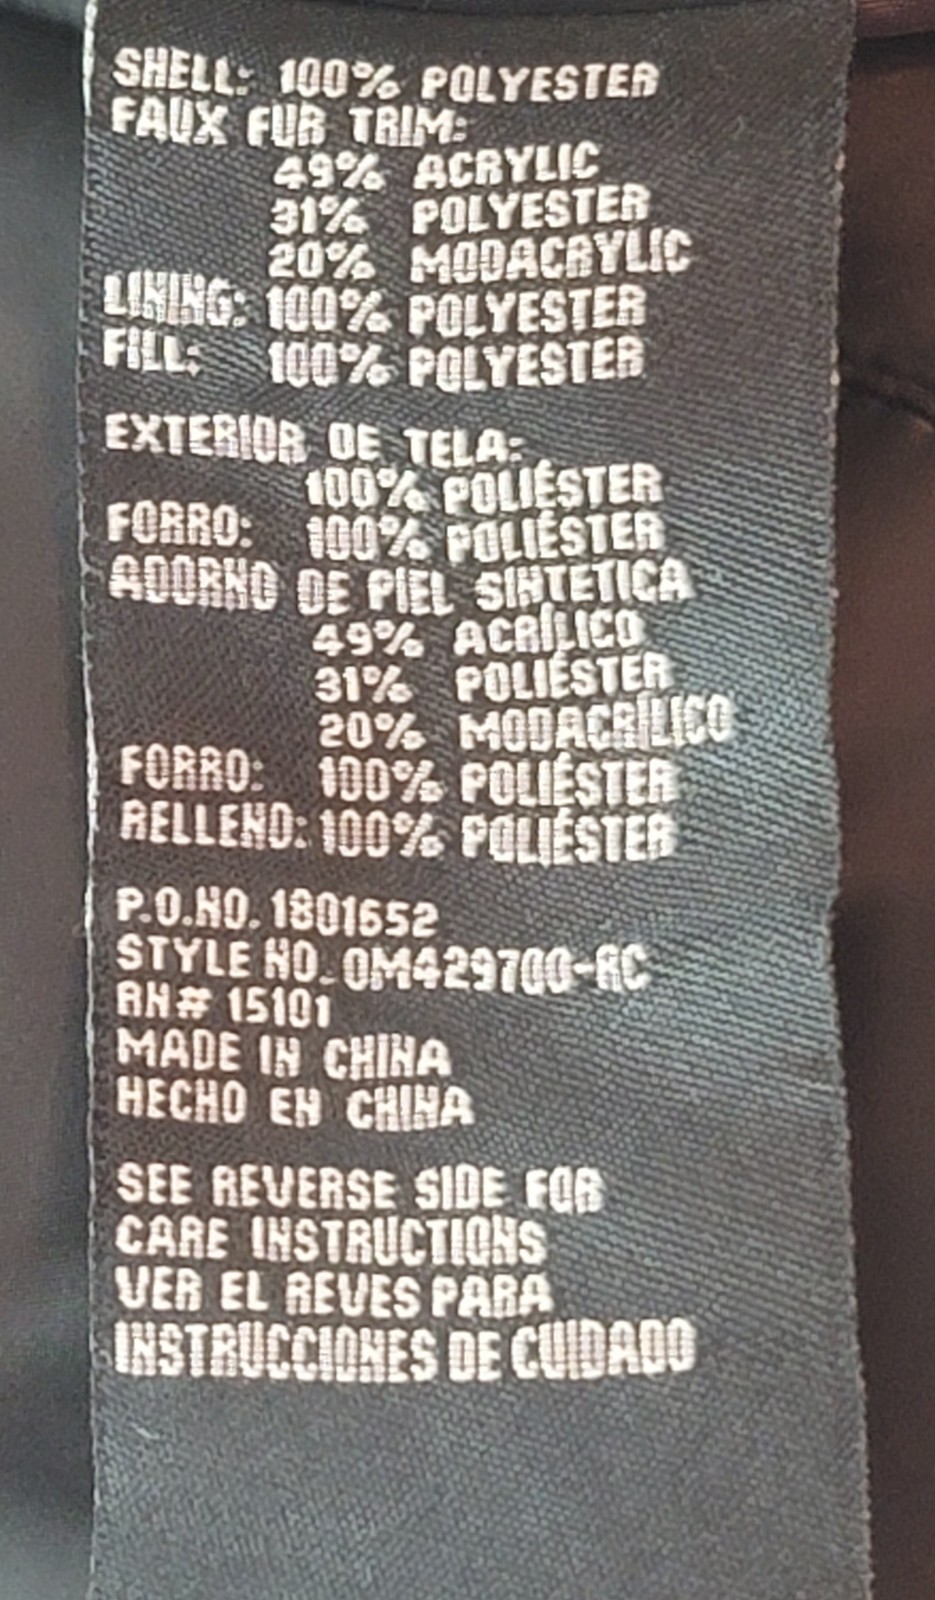 SHELL: 100% POLYESTER
FAUX FUR TRIM:
49% ACRYLIC
31% POLYESTER
20% MODACRYLIC
LINING: 100% POLYESTER
FILL: 100% POLYESTER
EXTERIOR DE TELA:
100% POLIÉSTER
FORRO: 100% POLIÉSTER
ADORNO DE PIEL SINTETICA
49% ACRÍLICO
31% POLIÉSTER
20% MODACRÍLICO
FORRO: 100% POLIÉSTER
RELLENO: 100% POLIÉSTER
P.O.NO. 1801652
STYLE NO. OM429700-RC
RN# 15101
MADE IN CHINA
HECHO EN CHINA
SEE REVERSE SIDE FOR
CARE INSTRUCTIONS
VER EL REVES PARA
INSTRUCCIONES DE CUIDADO